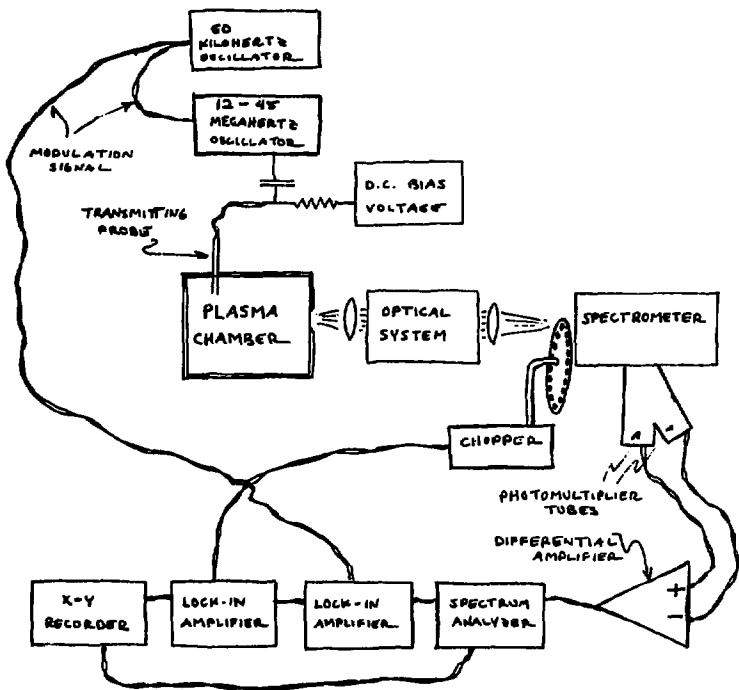 60
KILOHERTZ
OSCILLATOR
12-45
MEGAHERTZ
OSCILLATOR
MODULATION
SIGNAL
D.C. BIAS
VOLTAGE
TRANSMITTING
PROBE
PLASMA
CHAMBER
OPTICAL
SYSTEM
SPECTROMETER
CHOPPER
PHOTOMULTIPLIER
TUBES
DIFFERENTIAL
AMPLIFIER
+
-
X-Y
RECORDER
LOCK-IN
AMPLIFIER
LOCK-IN
AMPLIFIER
SPECTRUM
ANALYZER